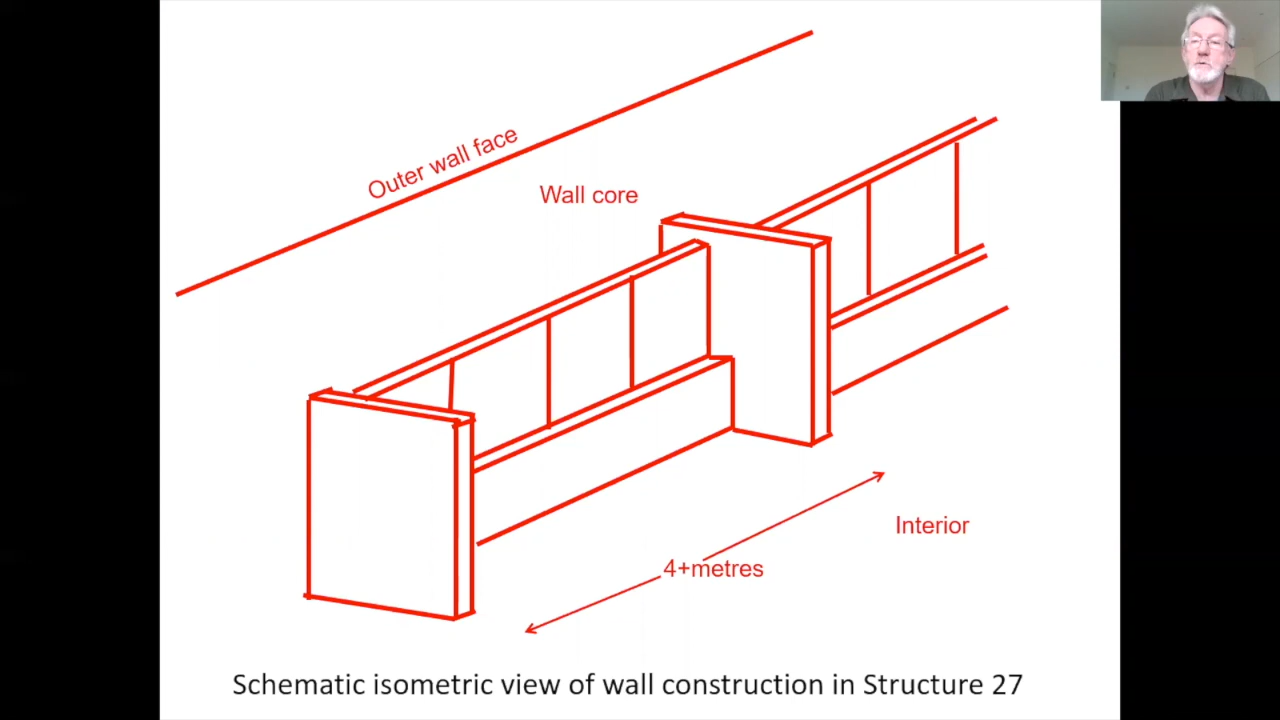 Outer wall face
Wall core
Interior
4+metres
Schematic isometric view of wall construction in Structure 27